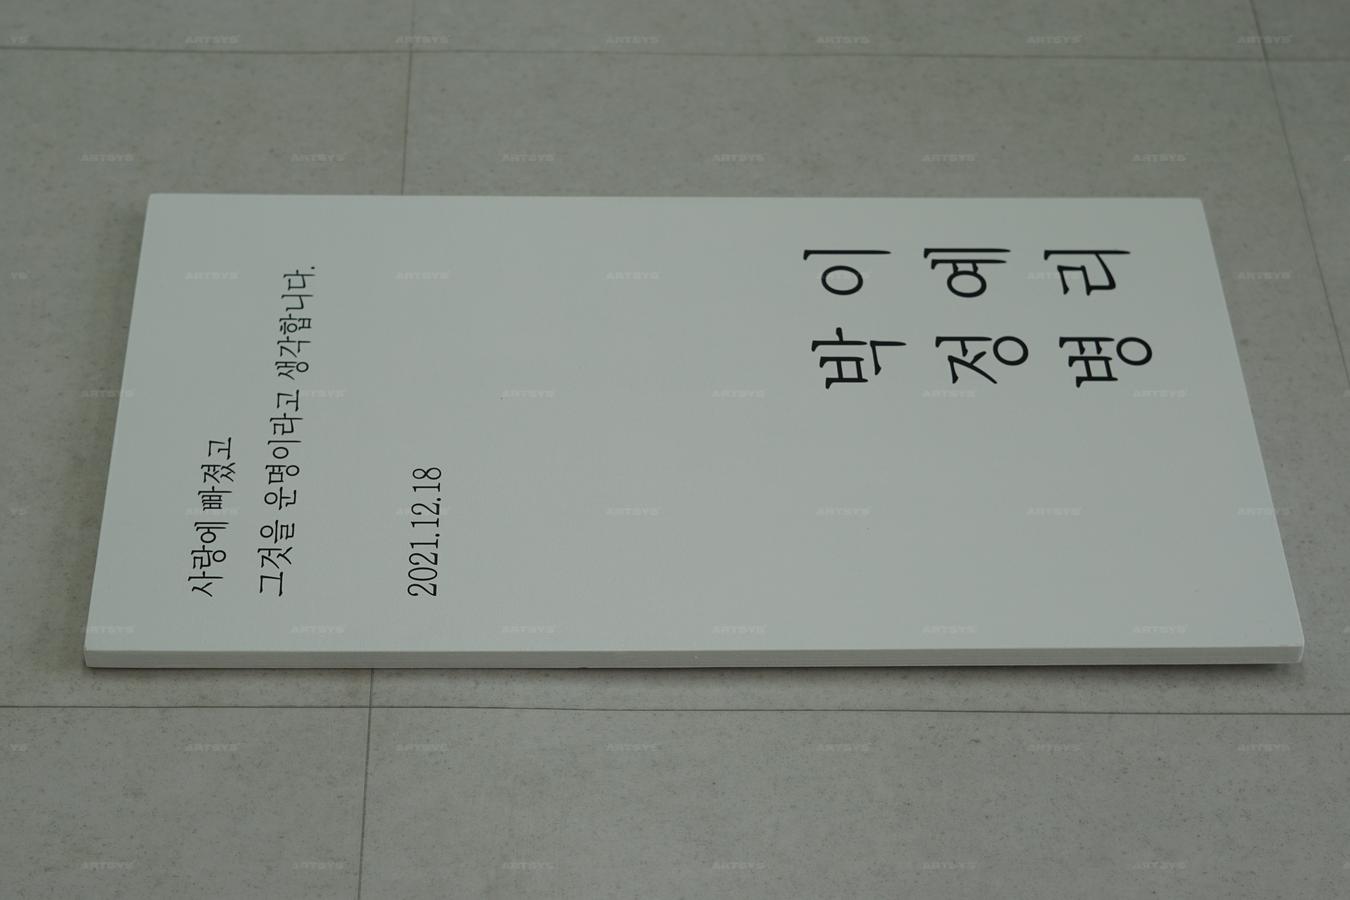 사랑에 빠졌고
그것을 운명이라고 생각합니다.
2021.12.18
박정병
이예리
ARTSYS